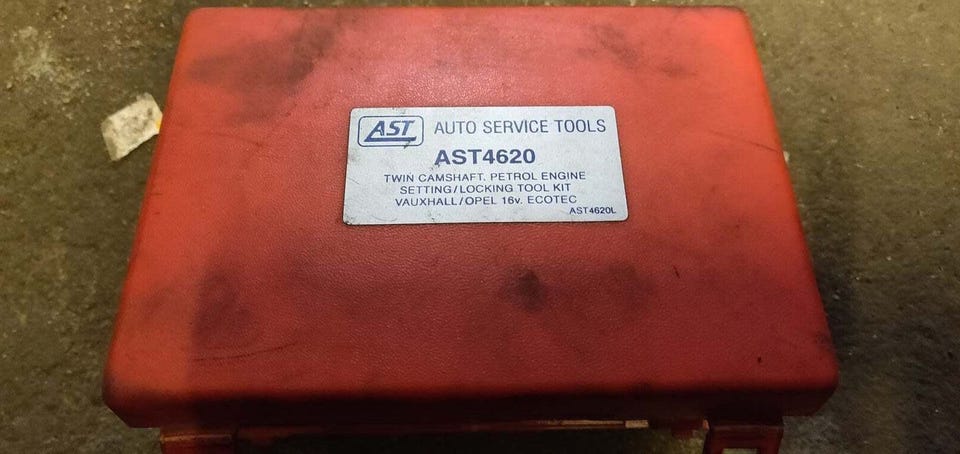 AST AUTO SERVICE TOOLS
AST4620
TWIN CAMSHAFT. PETROL ENGINE
SETTING/LOCKING TOOL KIT
VAUXHALL/OPEL 16v. ECOTEC
AST4620L